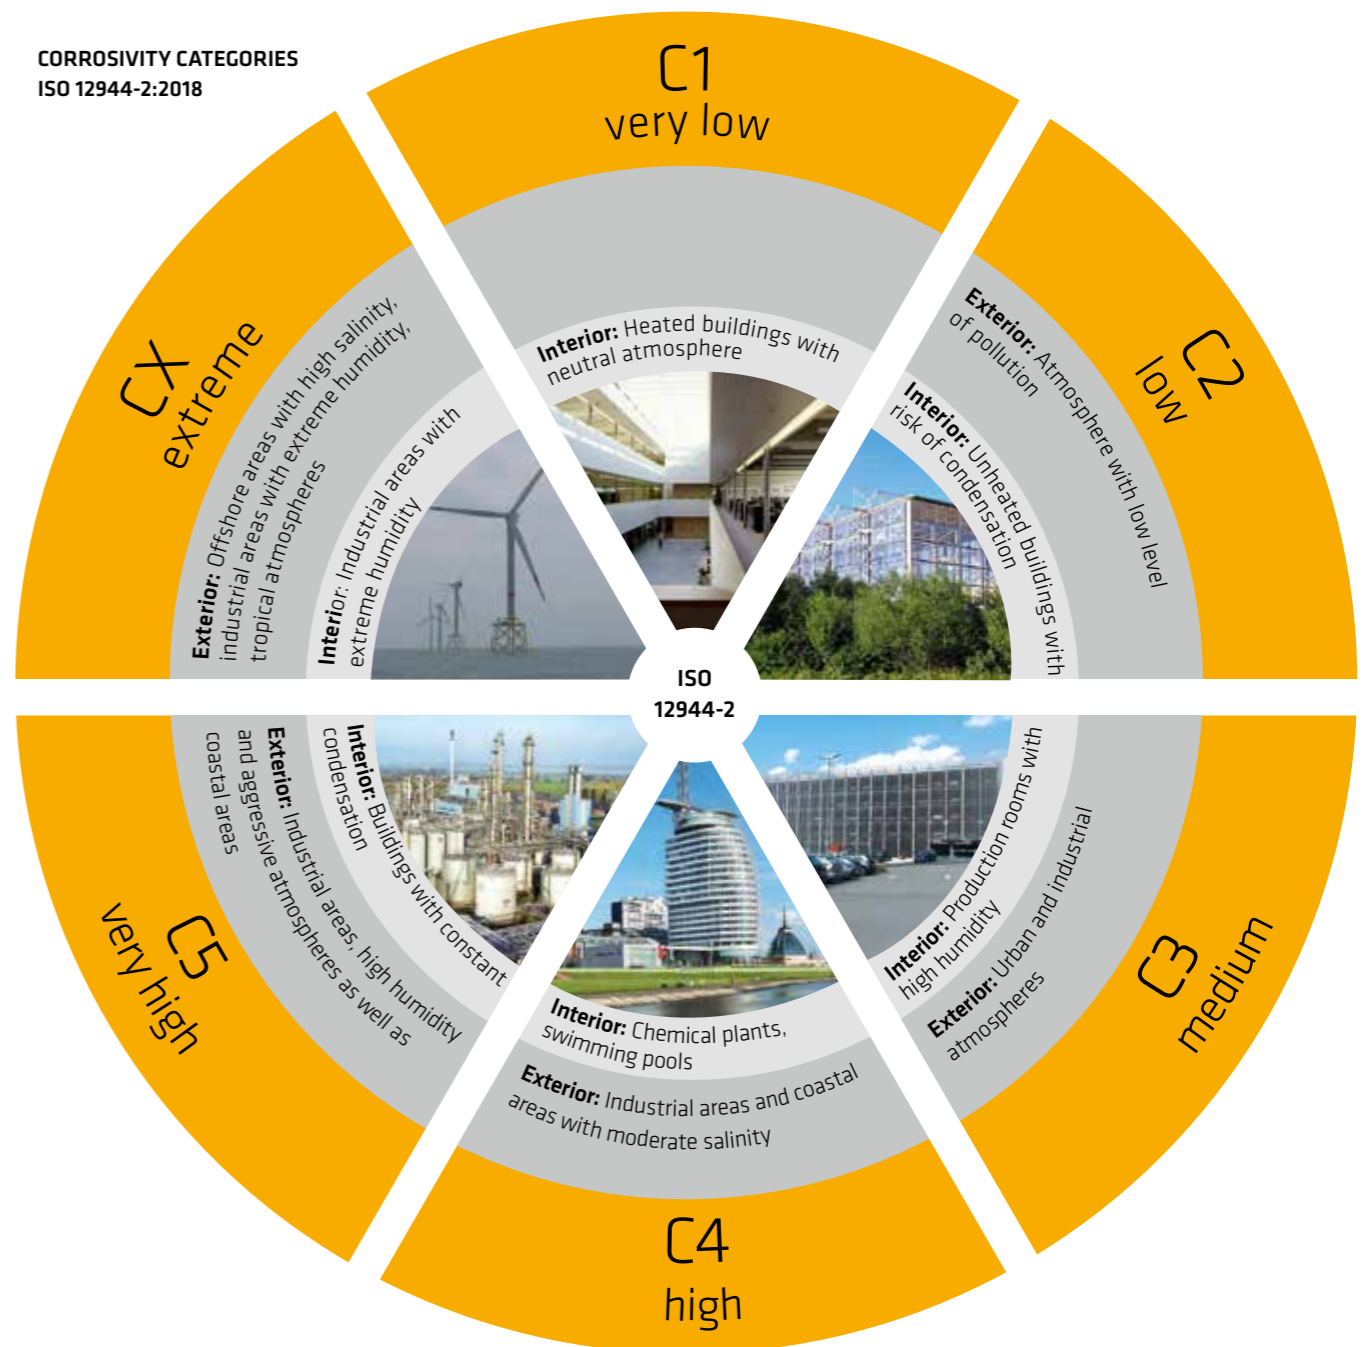 CORROSIVITY CATEGORIES
ISO 12944-2:2018
C1
very low
Interior: Heated buildings with
neutral atmosphere
C2
low
Exterior: Atmosphere with low level
of pollution
Interior: Unheated buildings with
risk of condensation
C3
medium
Interior: Production rooms with
high humidity
Exterior: Urban and industrial
atmospheres
C4
high
Interior: Chemical plants,
swimming pools
Exterior: Industrial areas and coastal
areas with moderate salinity
C5
very high
Interior: Buildings with constant
condensation
Exterior: Industrial areas, high humidity
and aggressive atmospheres as well as
coastal areas
CX
extreme
Exterior: Offshore areas with high salinity,
industrial areas with extreme humidity,
tropical atmospheres
Interior: Industrial areas with
extreme humidity
ISO
12944-2